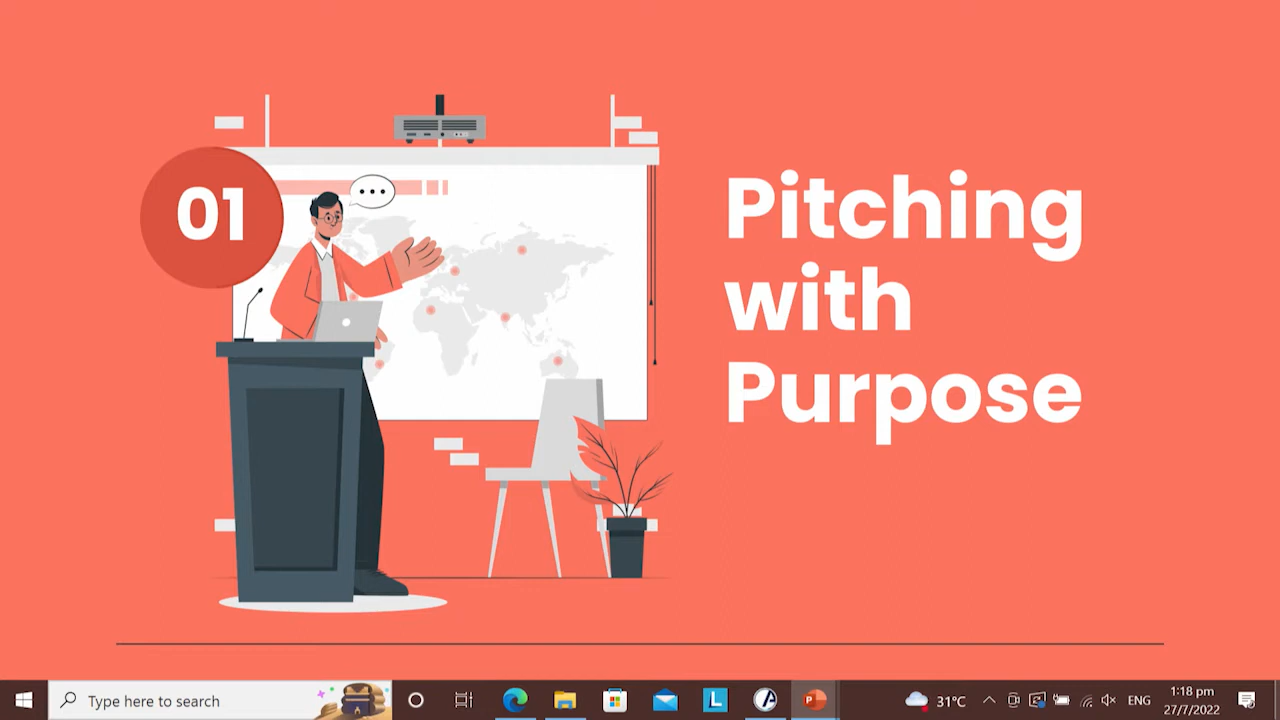 01
Pitching
with
Purpose
Type here to search
31°C
ENG
1:18 pm
27/7/2022
L
P